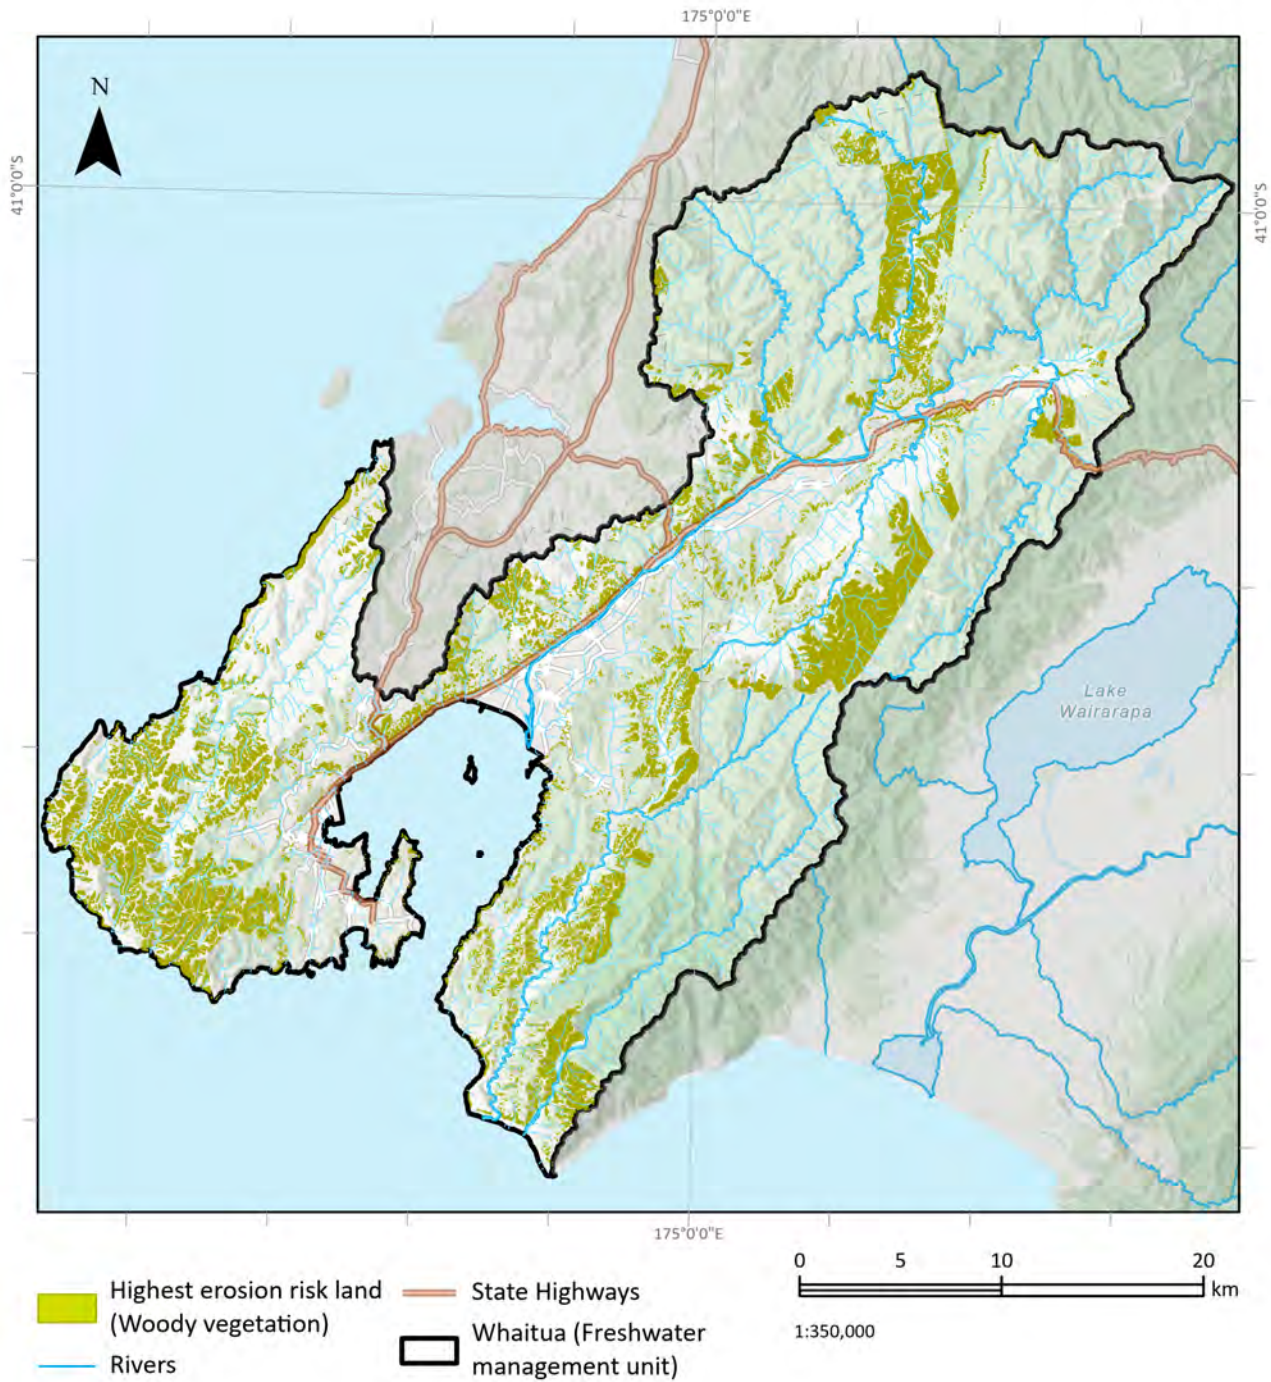 175°0'0"E
N
41°0'0"S
41°0'0"S
Lake
Wairarapa
175°0'0"E
Highest erosion risk land
(Woody vegetation)
Rivers
State Highways
Whaitua (Freshwater
management unit)
0 5 10 20
km
1:350,000